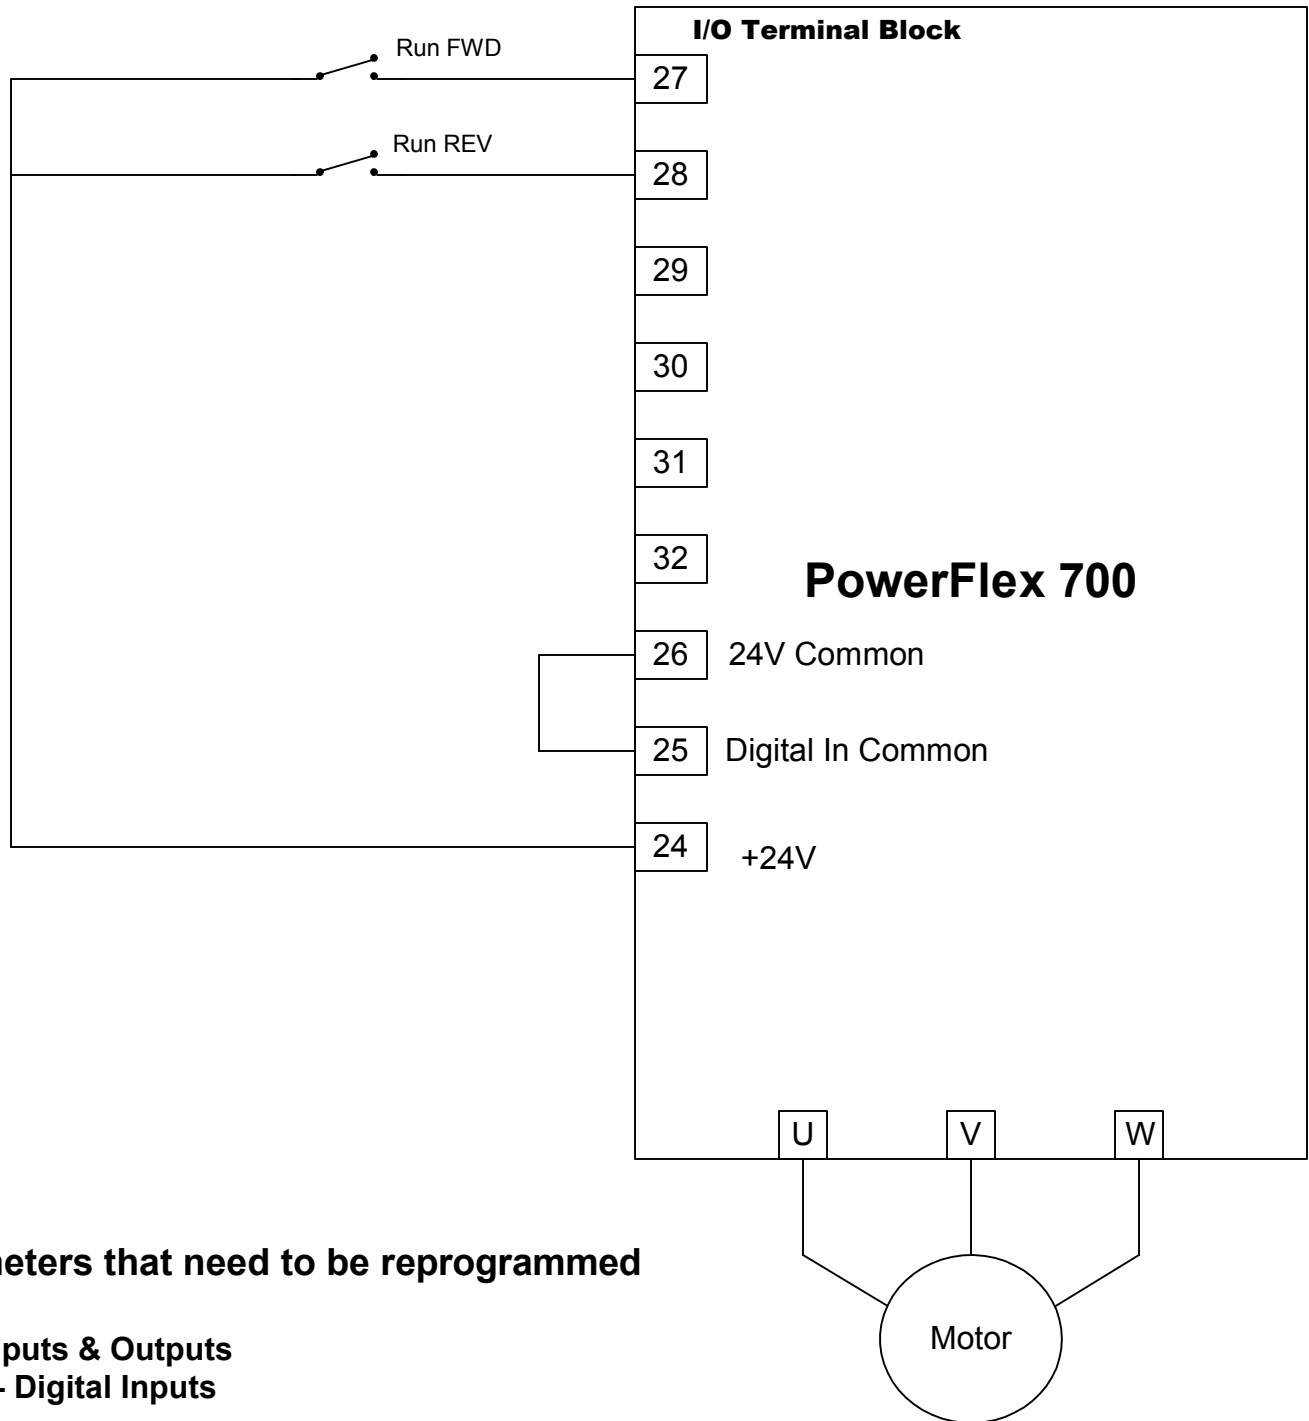 I/O Terminal Block
Run FWD
27
Run REV
28
29
30
31
32
PowerFlex 700
26 24V Common
25 Digital In Common
24 +24V
U V W
Motor
eters that need to be reprogrammed
puts & Outputs
- Digital Inputs